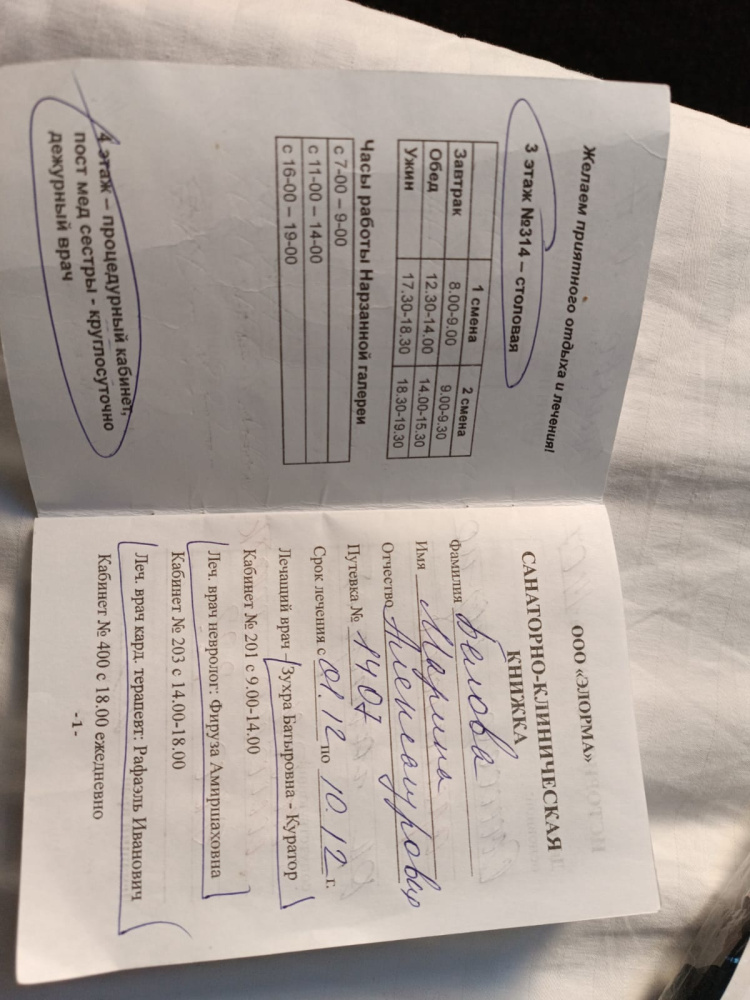 Желаем приятного отдыха и лечения!
3 этаж №314 – столовая
1 смена 2 смена
Завтрак 8.00-9.00 9.00-9.30
Обед 12.30-14.00 14.00-15.30
Ужин 17.30-18.30 18.30-19.30
Часы работы Нарзанной галереи
с 7-00 – 9-00
с 11-00 – 14-00
с 16-00 – 19-00
4 этаж – процедурный кабинет,
пост мед сестры - круглосуточно
дежурный врач
ООО «ЭЛОРМА»
САНАТОРНО-КЛИНИЧЕСКАЯ
КНИЖКА
Фамилия Белова
Имя Марина
Отчество
Путевка № 1407
Срок лечения с 01.12 по 10.12 г.
Лечащий врач – Зухра Батыровна - Куратор
Кабинет № 201 с 9.00-14.00
Леч. врач невролог: Фируза Амиршаховна
Кабинет № 203 с 14.00-18.00
Леч. врач кард. терапевт: Рафаэль Иванович
Кабинет № 400 с 18.00 ежедневно
-1-